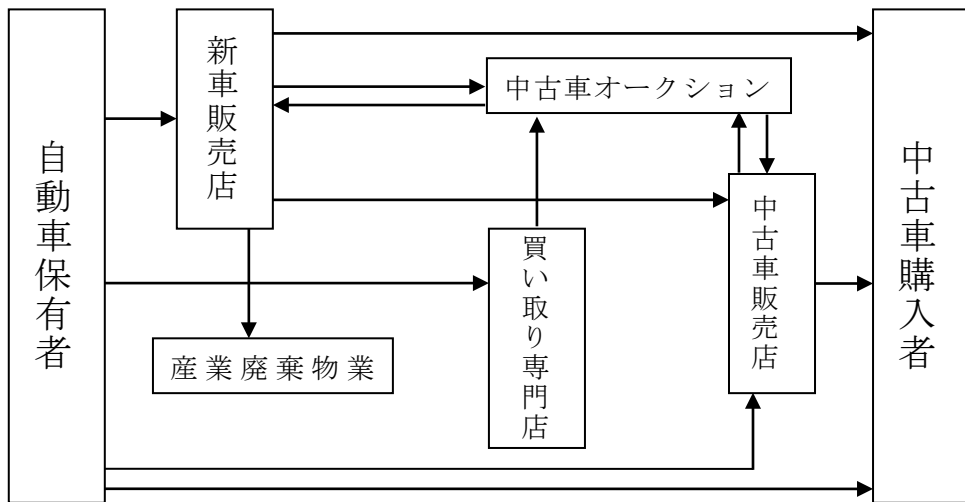 自動車保有者
新車販売店
中古車オークション
買い取り専門店
産業廃棄物業
中古車販売店
中古車購入者